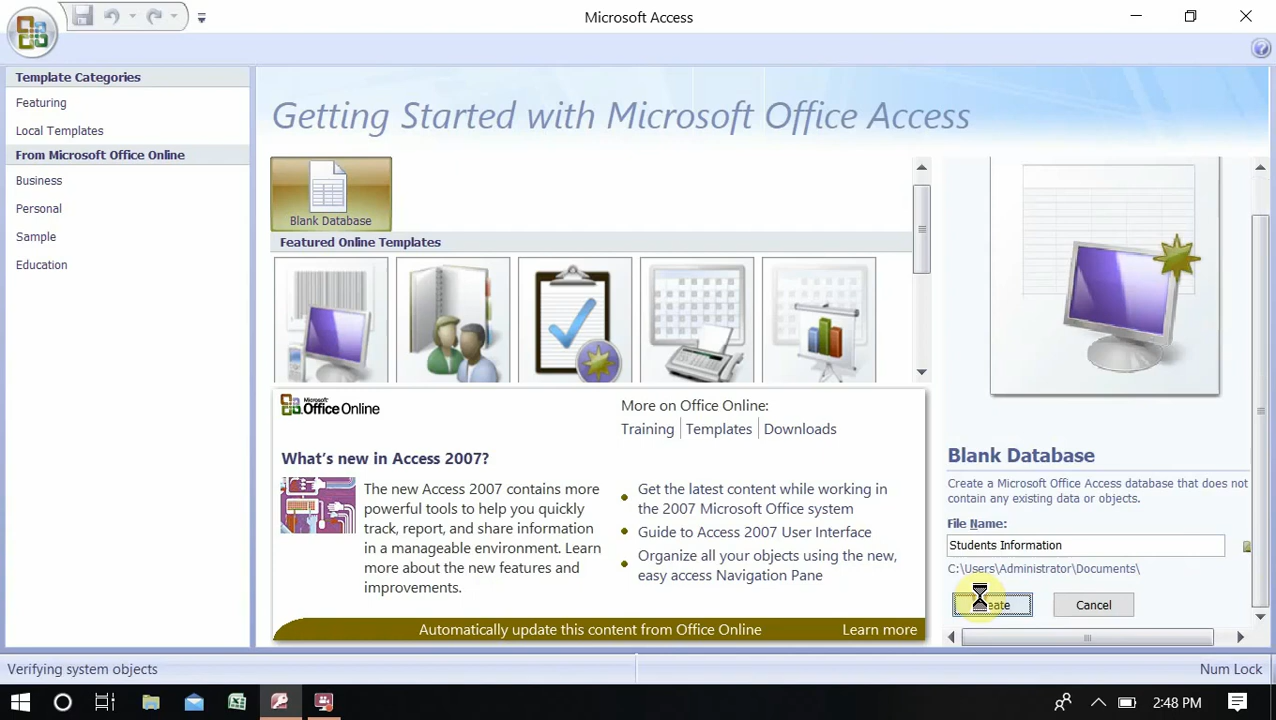 Microsoft Access
Template Categories
Featuring
Local Templates
From Microsoft Office Online
Business
Personal
Sample
Education
Getting Started with Microsoft Office Access
Blank Database
Featured Online Templates
Microsoft
Office Online
More on Office Online:
Training
Templates
Downloads
What's new in Access 2007?
The new Access 2007 contains more
powerful tools to help you quickly
track, report, and share information
in a manageable environment. Learn
more about the new features and
improvements.
Get the latest content while working in
the 2007 Microsoft Office system
Guide to Access 2007 User Interface
Organize all your objects using the new,
easy access Navigation Pane
Automatically update this content from Office Online
Learn more
Blank Database
Create a Microsoft Office Access database that does not
contain any existing data or objects.
File Name:
Students Information
C:\Users\Administrator\Documents\
Cancel
Verifying system objects
Num Lock
2:48 PM